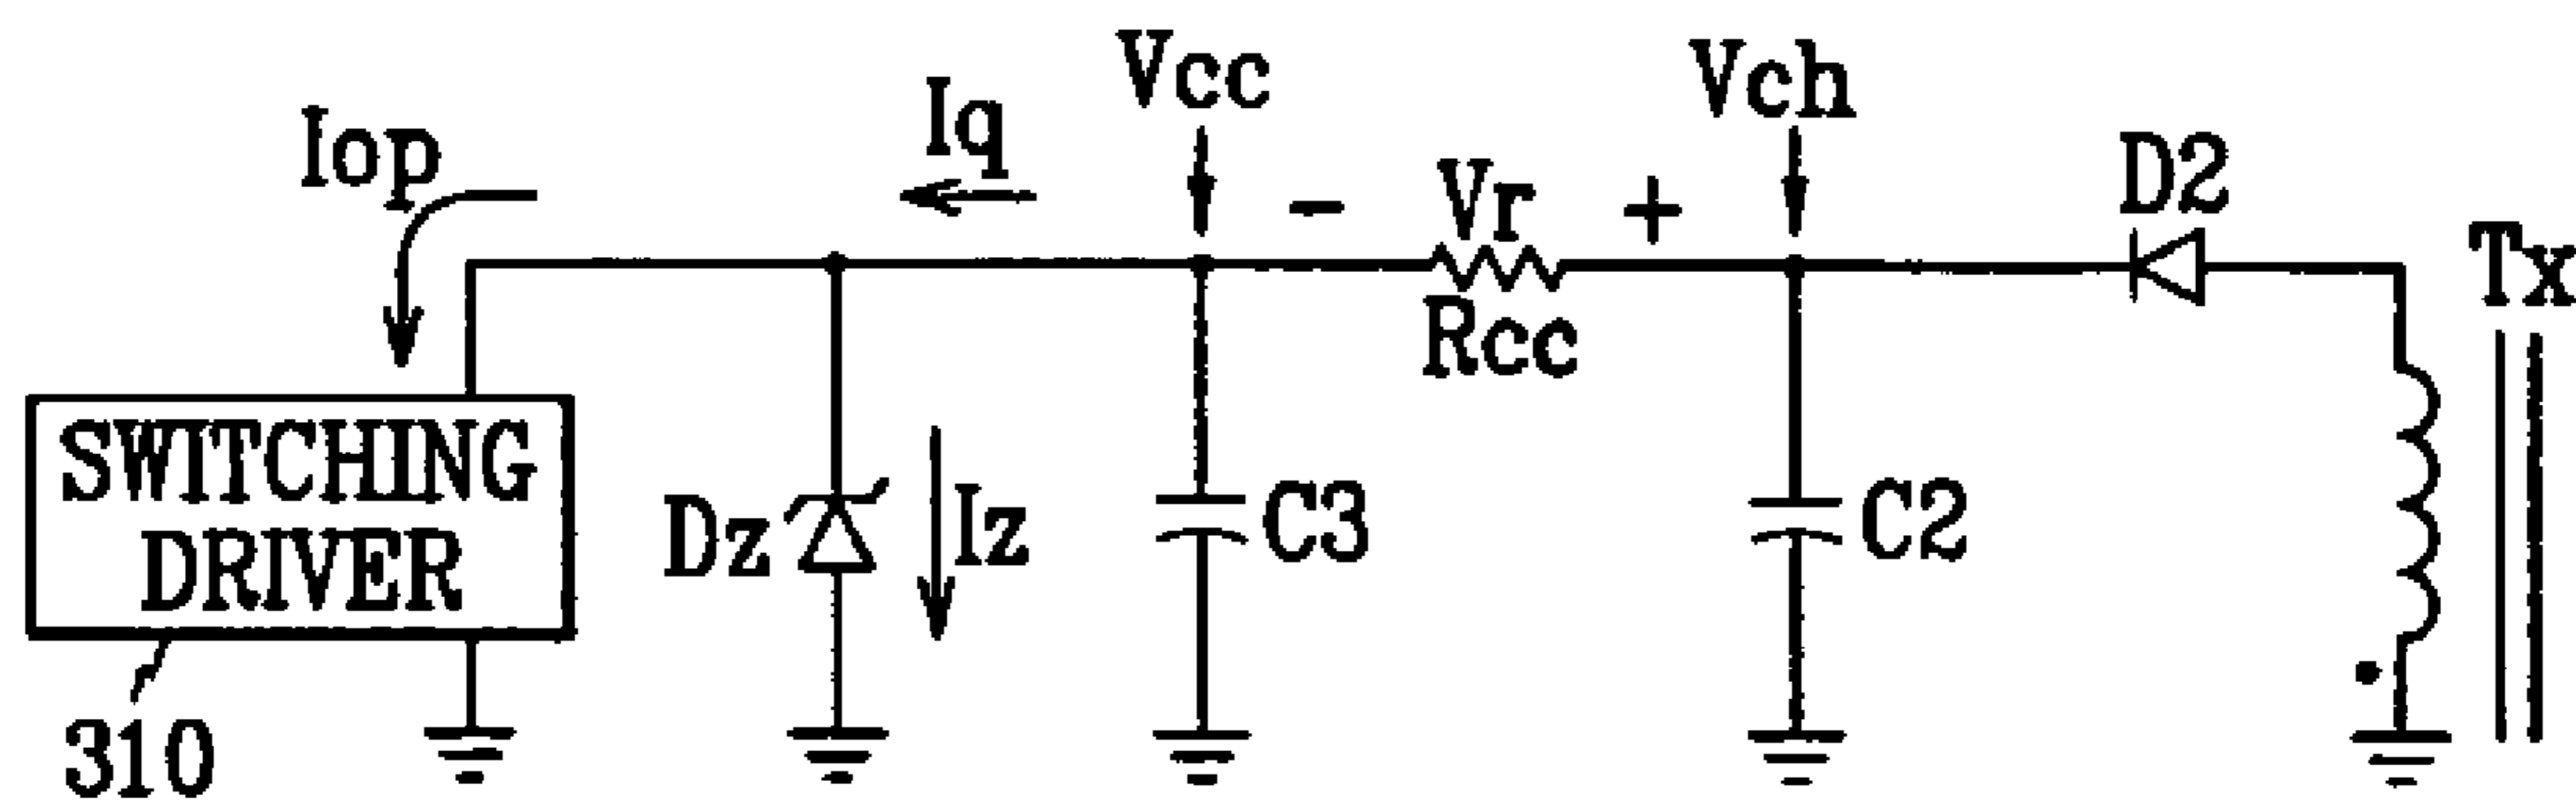 Iop
Iq
Vcc
Vr
Vch
D2
Tx
-
+
Rcc
SWITCHING
DRIVER
Dz
Iz
C3
C2
310